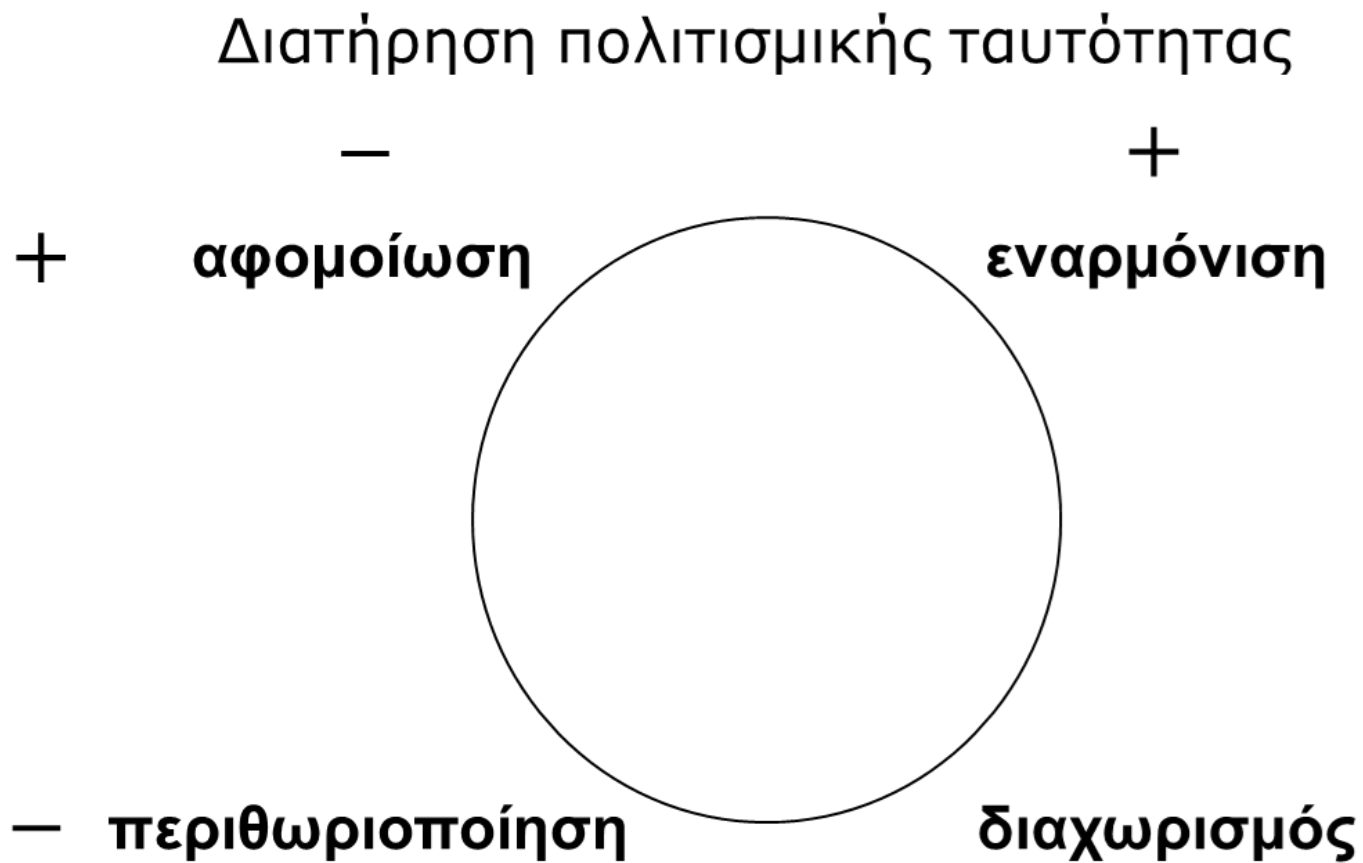 Διατήρηση πολιτισμικής ταυτότητας
− +
+ αφομοίωση εναρμόνιση
− περιθωριοποίηση διαχωρισμός